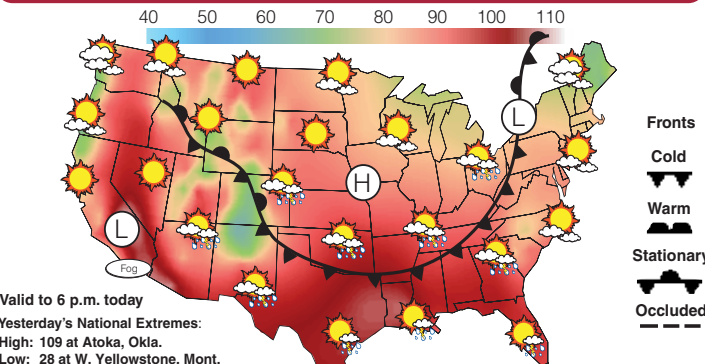 40 50 60 70 80 90 100 110
L
H
L
Fog
Fronts
Cold
Warm
Stationary
Occluded
Valid to 6 p.m. today
Yesterday's National Extremes:
High: 109 at Atoka, Okla.
Low: 28 at W. Yellowstone, Mont.